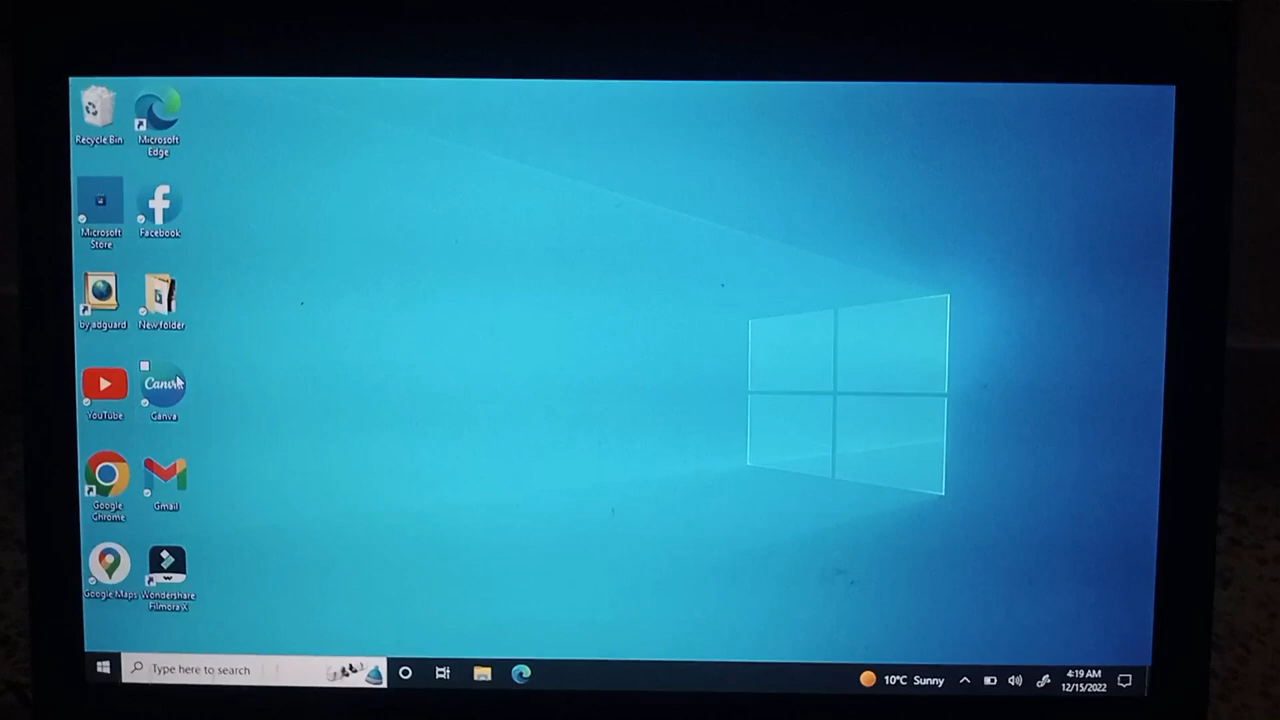 Recycle Bin
Microsoft
Edge
Microsoft
Store
Facebook
by adguard
New folder
YouTube
Canva
Canva
Google
Chrome
Gmail
Google Maps
Wondershare
Filmora X
Type here to search
10°C Sunny
4:19 AM
12/15/2022